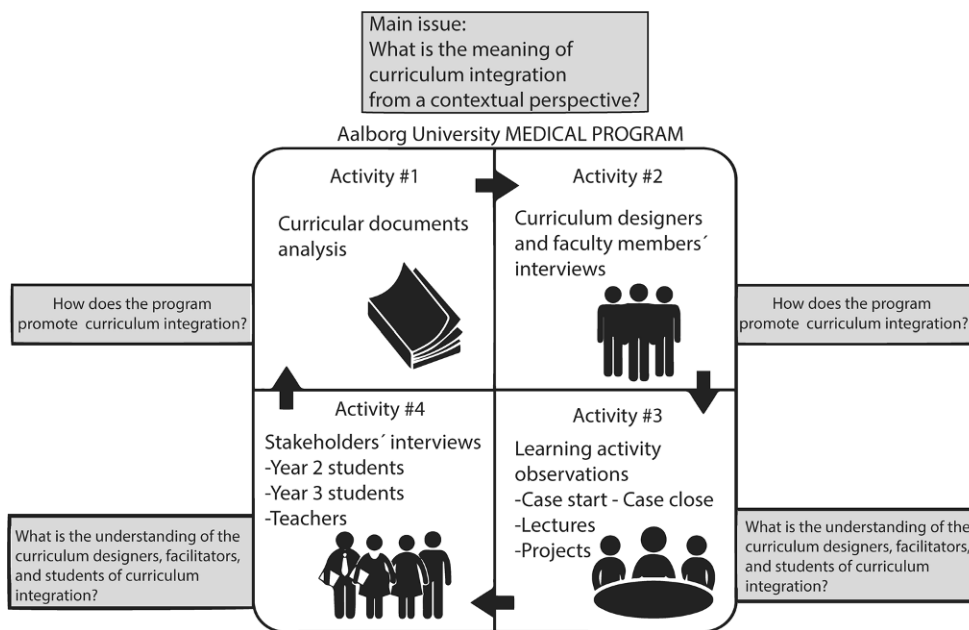 Main issue:
What is the meaning of
curriculum integration
from a contextual perspective?
Aalborg University MEDICAL PROGRAM
Activity #1
Curricular documents
analysis
Activity #2
Curriculum designers
and faculty members´
interviews
How does the program
promote curriculum integration?
How does the program
promote curriculum integration?
Activity #4
Stakeholders´ interviews
-Year 2 students
-Year 3 students
-Teachers
Activity #3
Learning activity
observations
-Case start - Case close
-Lectures
-Projects
What is the understanding of the
curriculum designers, facilitators,
and students of curriculum
integration?
What is the understanding of the
curriculum designers, facilitators,
and students of curriculum
integration?